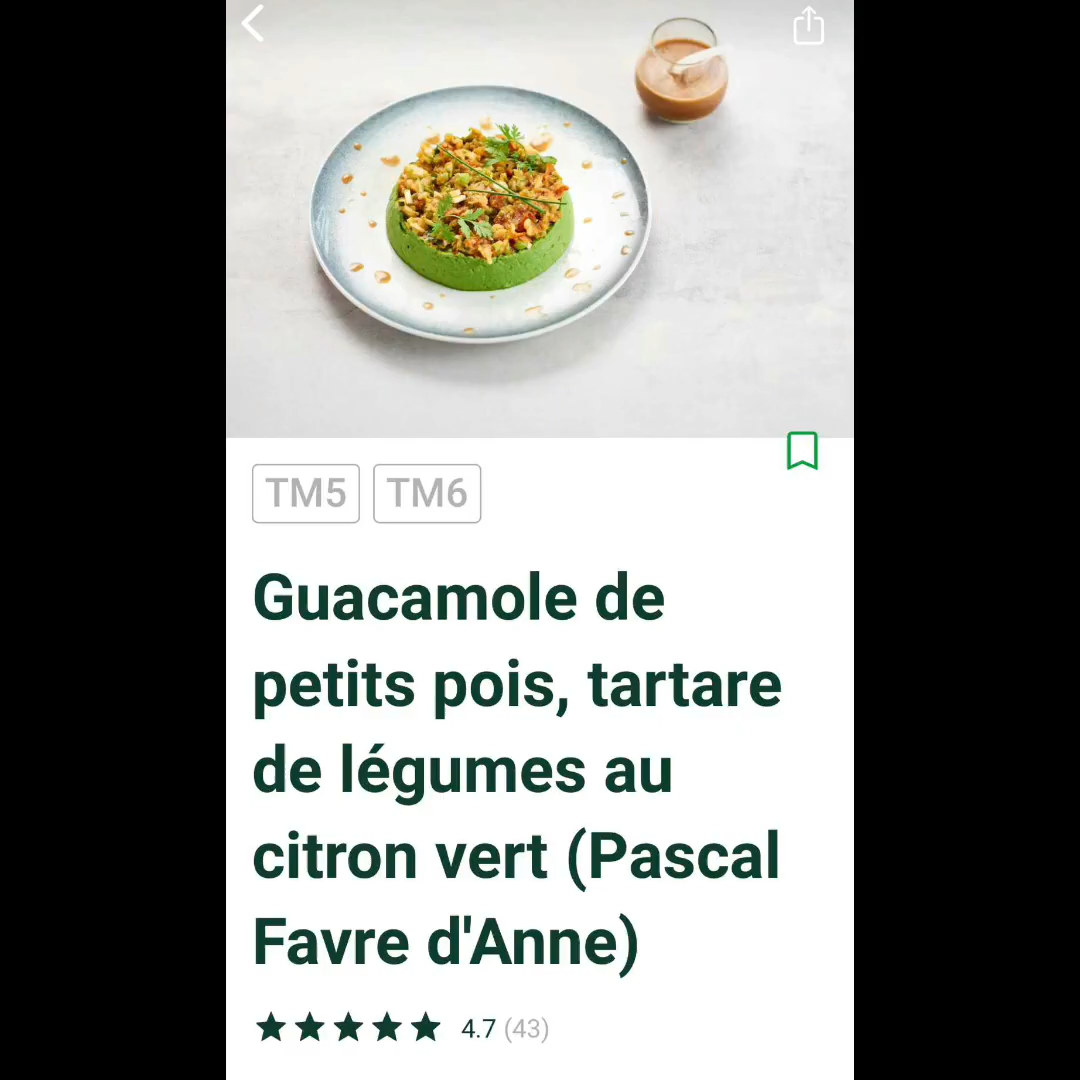 TM5 TM6
Guacamole de
petits pois, tartare
de légumes au
citron vert (Pascal
Favre d'Anne)
4.7 (43)